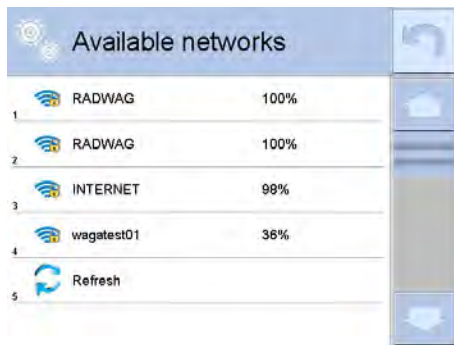 Available networks
1 RADWAG 100%
2 RADWAG 100%
3 INTERNET 98%
4 wagatest01 36%
5 Refresh